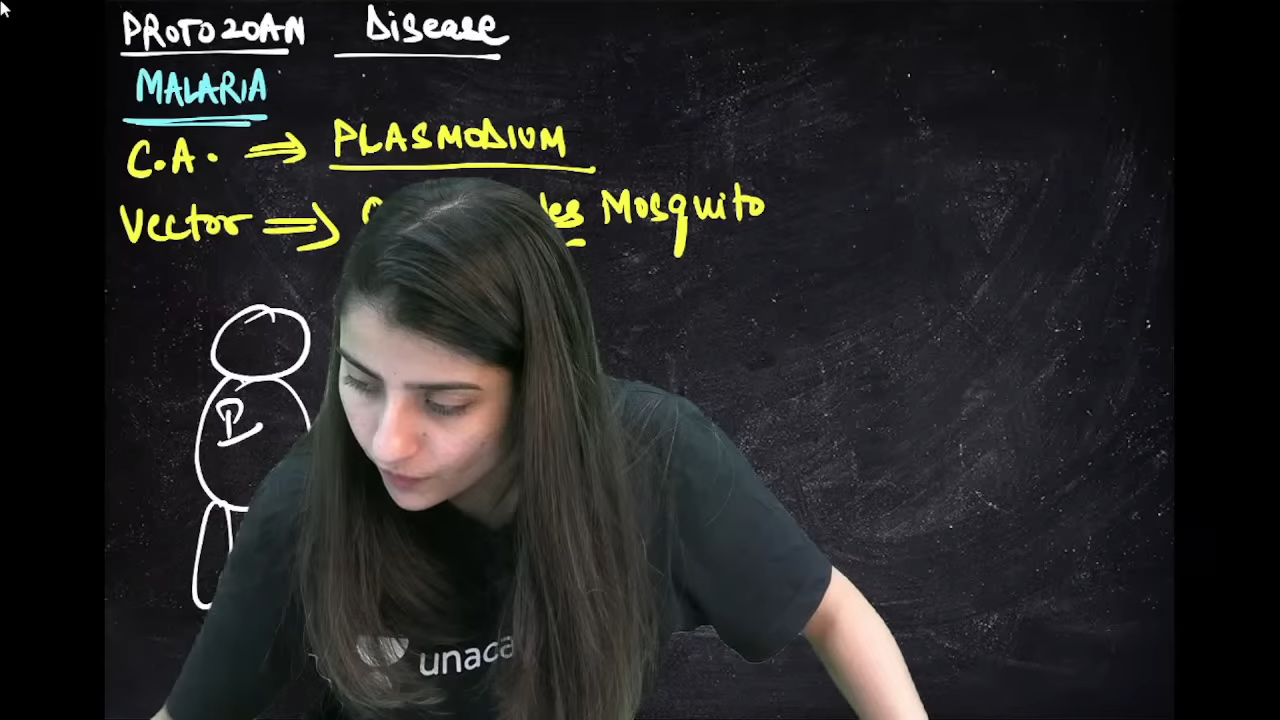 PROTOZOAN Disease
MALARIA
C.A. ⇒ PLASMODIUM
Vector ⇒ Mosquito
P
unaca